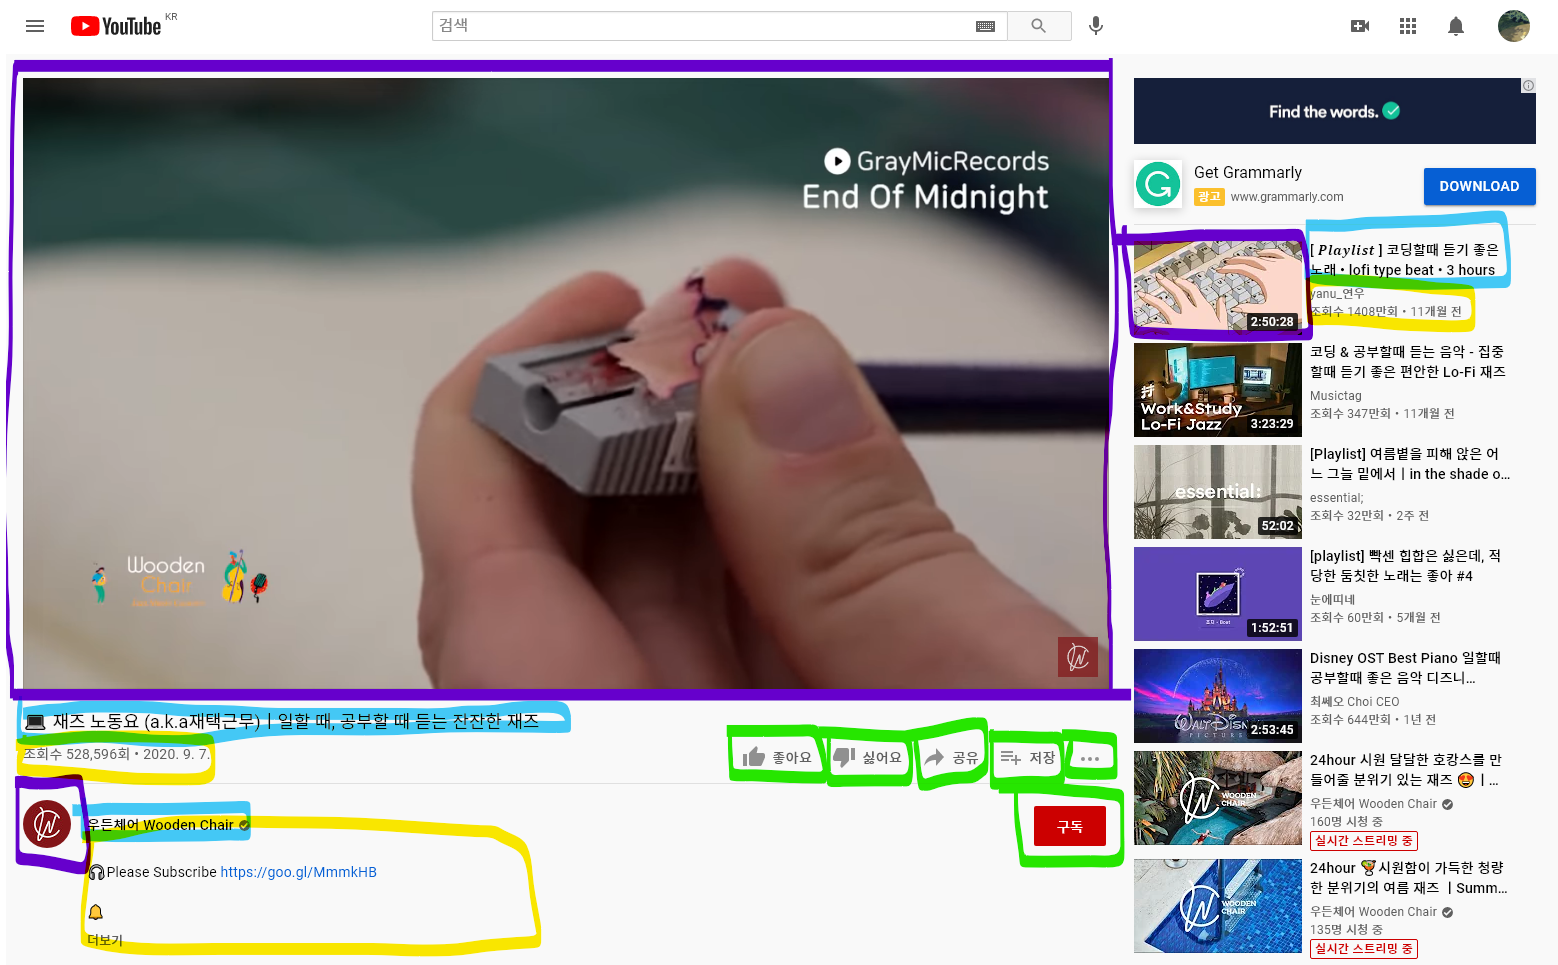 YouTube KR
검색
GrayMicRecords
End Of Midnight
Wooden
Chair
재즈 노동요 (a.k.a재택근무)ㅣ일할 때, 공부할 때 듣는 잔잔한 재즈
조회수 528,596회 • 2020. 9. 7.
좋아요
싫어요
공유
저장
우든체어 Wooden Chair
구독
Please Subscribe https://goo.gl/MmmkHB
더보기
Find the words.
Get Grammarly
광고 www.grammarly.com
DOWNLOAD
2:50:28
[ Playlist ] 코딩할때 듣기 좋은
노래 • lofi type beat • 3 hours
yanu_연우
조회수 1408만회 • 11개월 전
Work&Study
Lo-Fi Jazz
3:23:29
코딩 & 공부할때 듣는 음악 - 집중
할때 듣기 좋은 편안한 Lo-Fi 재즈
Musictag
조회수 347만회 • 11개월 전
essential;
52:02
[Playlist] 여름볕을 피해 앉은 어
느 그늘 밑에서ㅣin the shade o...
essential;
조회수 32만회 • 2주 전
1:52:51
[playlist] 빡센 힙합은 싫은데, 적
당한 둠칫한 노래는 좋아 #4
눈에띠네
조회수 60만회 • 5개월 전
WALT DISN
PICTURE
2:53:45
Disney OST Best Piano 일할때
공부할때 좋은 음악 디즈니...
최쎄오 Choi CEO
조회수 644만회 • 1년 전
WOODEN
CHAIR
24hour 시원 달달한 호캉스를 만
들어줄 분위기 있는 재즈 😍ㅣ...
우든체어 Wooden Chair
160명 시청 중
실시간 스트리밍 중
WOODEN
CHAIR
24hour 🍹시원함이 가득한 청량
한 분위기의 여름 재즈 ㅣSumm...
우든체어 Wooden Chair
135명 시청 중
실시간 스트리밍 중